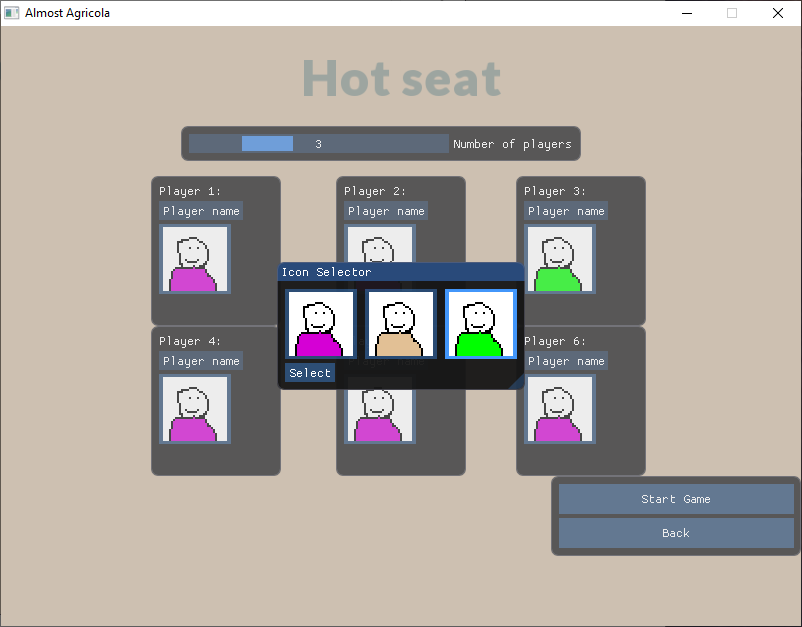 Almost Agricola
Hot seat
3 Number of players
Player 1:
Player name
Player 2:
Player name
Player 3:
Player name
Icon Selector
Select
Player 4:
Player name
Player 6:
Player name
Start Game
Back